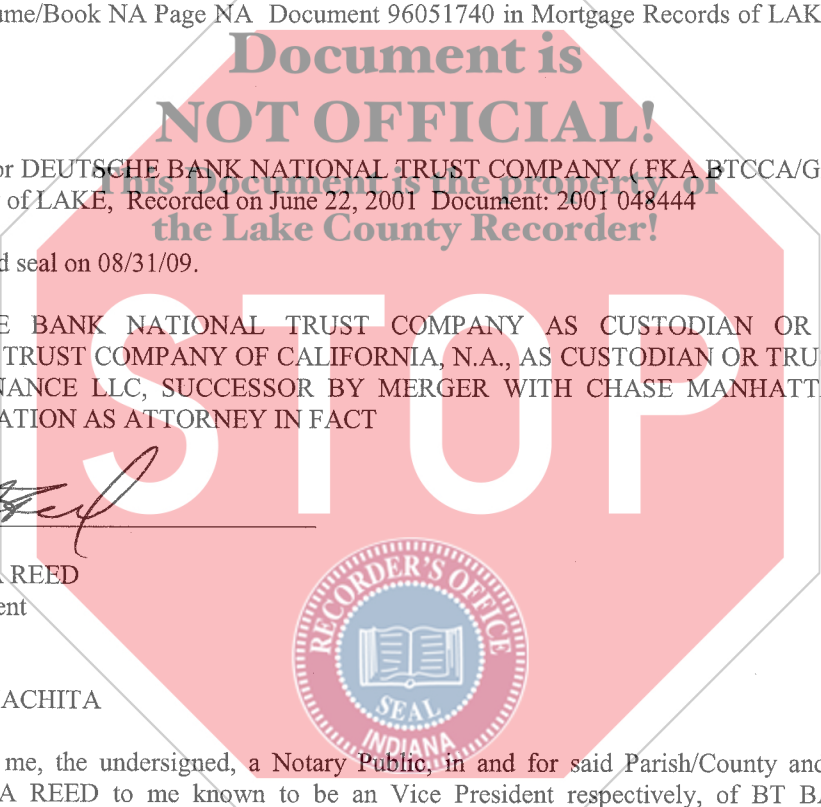 ume/Book NA Page NA Document 96051740 in Mortgage Records of LAK
Document is
NOT OFFICIAL!
or DEUTSCHE BANK NATIONAL TRUST COMPANY ( FKA BTCCA/G
This Document is the property of
of LAKE, Recorded on June 22, 2001 Document: 2001 048444
the Lake County Recorder!
d seal on 08/31/09.
E BANK NATIONAL TRUST COMPANY AS CUSTODIAN OR
TRUST COMPANY OF CALIFORNIA, N.A., AS CUSTODIAN OR TRU
NANCE LLC, SUCCESSOR BY MERGER WITH CHASE MANHATT
ATION AS ATTORNEY IN FACT
STOP
A REED
ent
RECORDER'S OFFICE
SEAL
INDIANA
ACHITA
me, the undersigned, a Notary Public, in and for said Parish/County and
A REED to me known to be an Vice President respectively, of BT BA